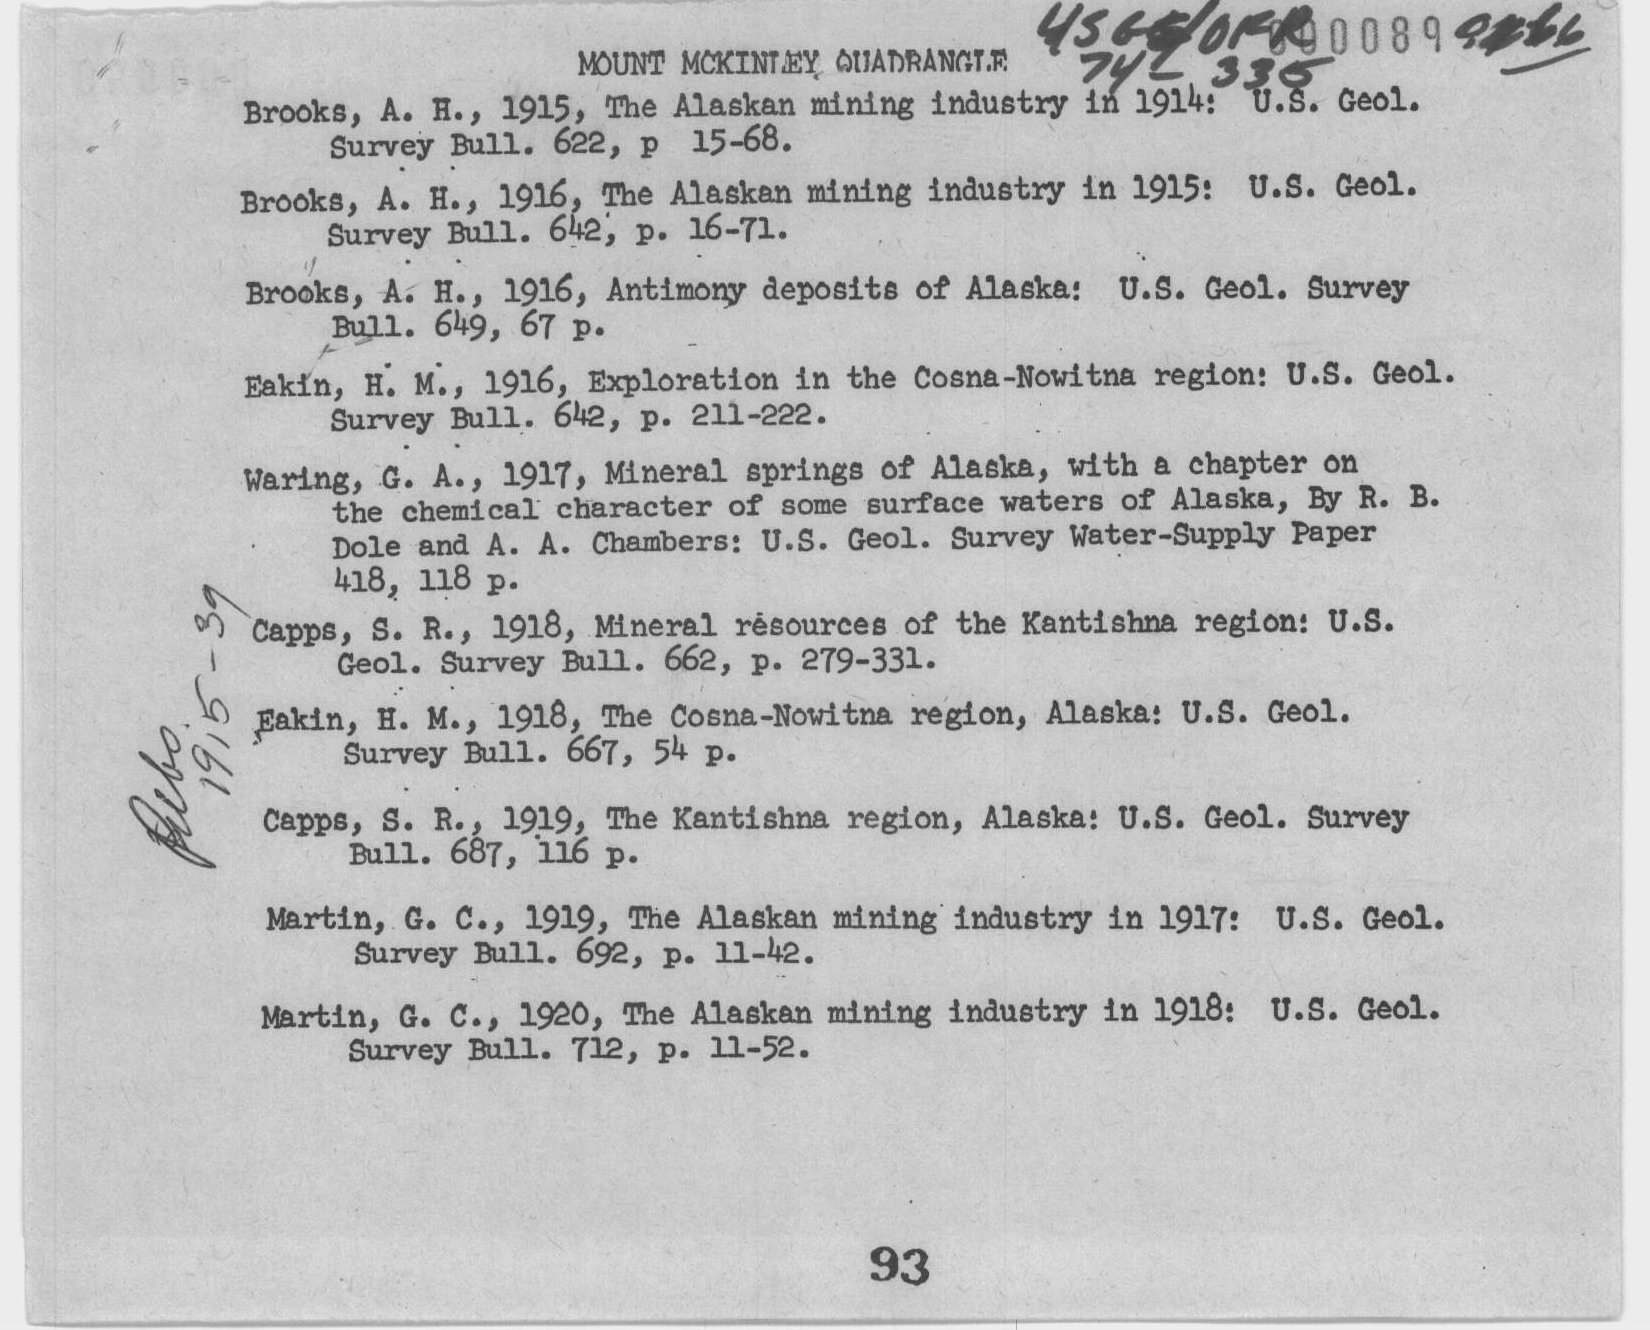 USGS/OFR 000089
74-335
MOUNT MCKINLEY QUADRANGLE
Brooks, A. H., 1915, The Alaskan mining industry in 1914: U.S. Geol.
Survey Bull. 622, p 15-68.
Brooks, A. H., 1916, The Alaskan mining industry in 1915: U.S. Geol.
Survey Bull. 642, p. 16-71.
Brooks, A. H., 1916, Antimony deposits of Alaska: U.S. Geol. Survey
Bull. 649, 67 p.
Eakin, H. M., 1916, Exploration in the Cosna-Nowitna region: U.S. Geol.
Survey Bull. 642, p. 211-222.
Waring, G. A., 1917, Mineral springs of Alaska, with a chapter on
the chemical character of some surface waters of Alaska, By R. B.
Dole and A. A. Chambers: U.S. Geol. Survey Water-Supply Paper
418, 118 p.
Capps, S. R., 1918, Mineral resources of the Kantishna region: U.S.
Geol. Survey Bull. 662, p. 279-331.
Eakin, H. M., 1918, The Cosna-Nowitna region, Alaska: U.S. Geol.
Survey Bull. 667, 54 p.
Capps, S. R., 1919, The Kantishna region, Alaska: U.S. Geol. Survey
Bull. 687, 116 p.
Martin, G. C., 1919, The Alaskan mining industry in 1917: U.S. Geol.
Survey Bull. 692, p. 11-42.
Martin, G. C., 1920, The Alaskan mining industry in 1918: U.S. Geol.
Survey Bull. 712, p. 11-52.
1915-39
93